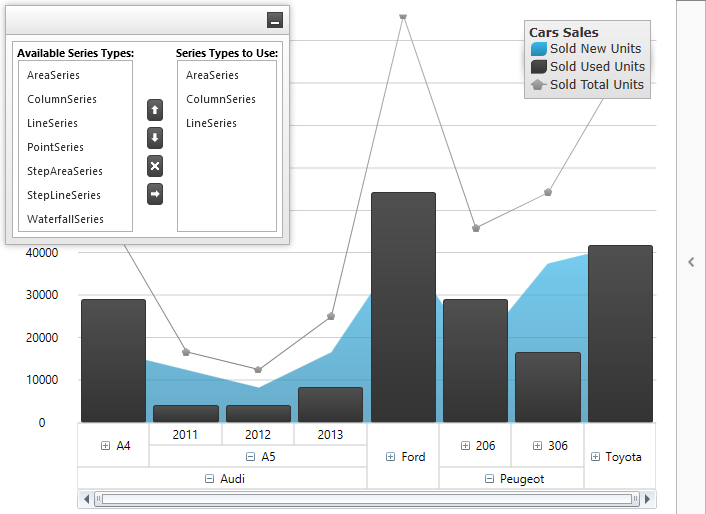 Available Series Types:
AreaSeries
ColumnSeries
LineSeries
PointSeries
StepAreaSeries
StepLineSeries
WaterfallSeries
Series Types to Use:
AreaSeries
ColumnSeries
LineSeries
Cars Sales
Sold New Units
Sold Used Units
Sold Total Units
40000
30000
20000
10000
0
A4
2011
2012
2013
A5
Audi
Ford
206
306
Peugeot
Toyota